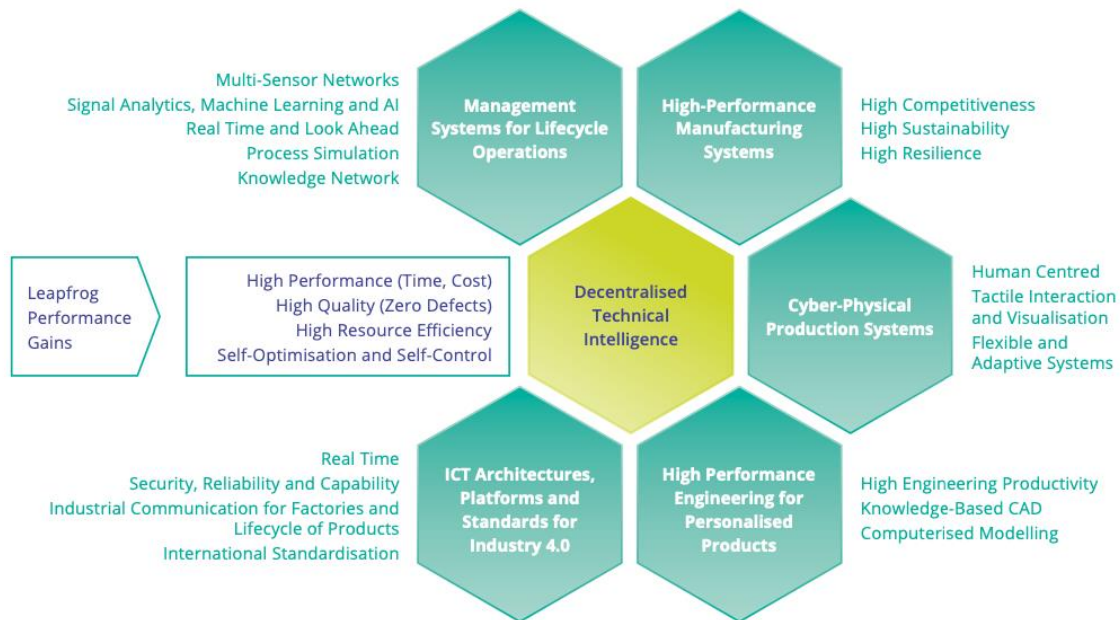 Multi-Sensor Networks
Signal Analytics, Machine Learning and AI
Real Time and Look Ahead
Process Simulation
Knowledge Network
Management
Systems for Lifecycle
Operations
High-Performance
Manufacturing
Systems
High Competitiveness
High Sustainability
High Resilience
Leapfrog
Performance
Gains
High Performance (Time, Cost)
High Quality (Zero Defects)
High Resource Efficiency
Self-Optimisation and Self-Control
Decentralised
Technical
Intelligence
Cyber-Physical
Production Systems
Human Centred
Tactile Interaction
and Visualisation
Flexible and
Adaptive Systems
Real Time
Security, Reliability and Capability
Industrial Communication for Factories and
Lifecycle of Products
International Standardisation
ICT Architectures,
Platforms and
Standards for
Industry 4.0
High Performance
Engineering for
Personalised
Products
High Engineering Productivity
Knowledge-Based CAD
Computerised Modelling